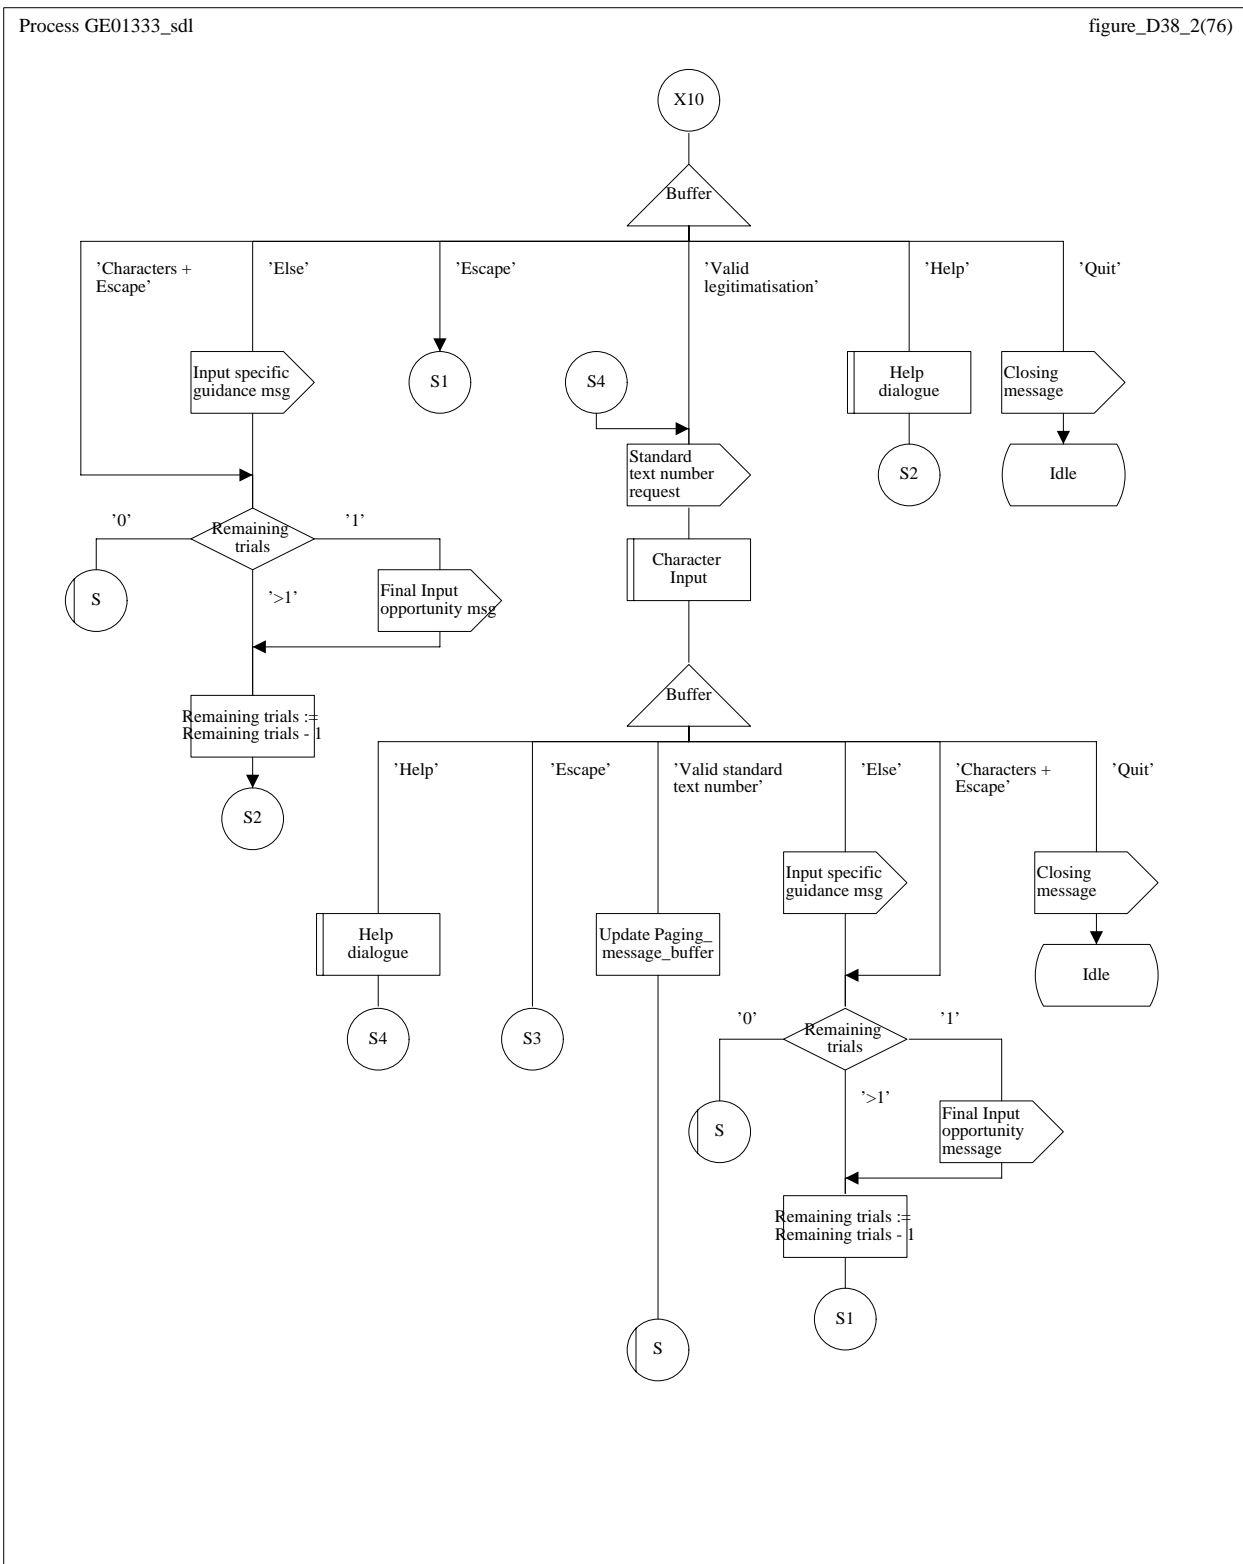 Process GE01333_sdl
figure_D38_2(76)
X10
Buffer
'Characters +
Escape'
'Else'
'Escape'
'Valid
legitimatisation'
'Help'
'Quit'
Input specific
guidance msg
S1
S4
Help
dialogue
Closing
message
Standard
text number
request
S2
Idle
'0'
Remaining
trials
'1'
Character
Input
S
'>1'
Final Input
opportunity msg
Buffer
Remaining trials :=
Remaining trials - 1
S2
'Help'
'Escape'
'Valid standard
text number'
'Else'
'Characters +
Escape'
'Quit'
Input specific
guidance msg
Closing
message
Help
dialogue
Update Paging_
message_buffer
Idle
S4
S3
'0'
Remaining
trials
'1'
'>1'
S
Final Input
opportunity
message
Remaining trials :=
Remaining trials - 1
S1
S